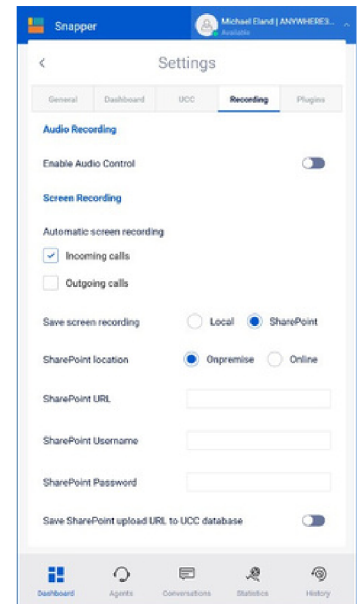 Snapper
Michael Eland | ANYWHERE3...
Available
Settings
General Dashboard UCC Recording Plugins
Audio Recording
Enable Audio Control
Screen Recording
Automatic screen recording
Incoming calls
Outgoing calls
Save screen recording Local SharePoint
SharePoint location Onpremise Online
SharePoint URL
SharePoint Username
SharePoint Password
Save SharePoint upload URL to UCC database
Dashboard Agents Conversations Statistics History